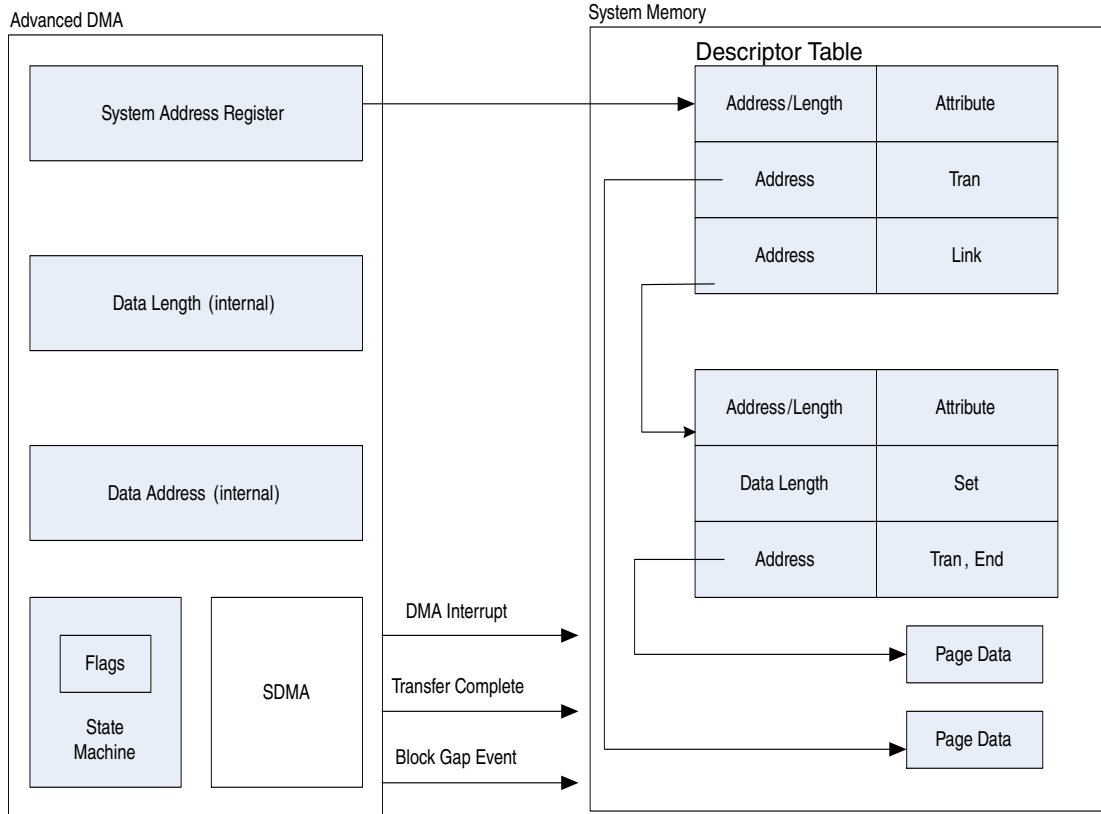 Advanced DMA
System Address Register
Data Length (internal)
Data Address (internal)
Flags
State
Machine
SDMA
DMA Interrupt
Transfer Complete
Block Gap Event
System Memory
Descriptor Table
Address/Length Attribute
Address Tran
Address Link
Address/Length Attribute
Data Length Set
Address Tran, End
Page Data
Page Data